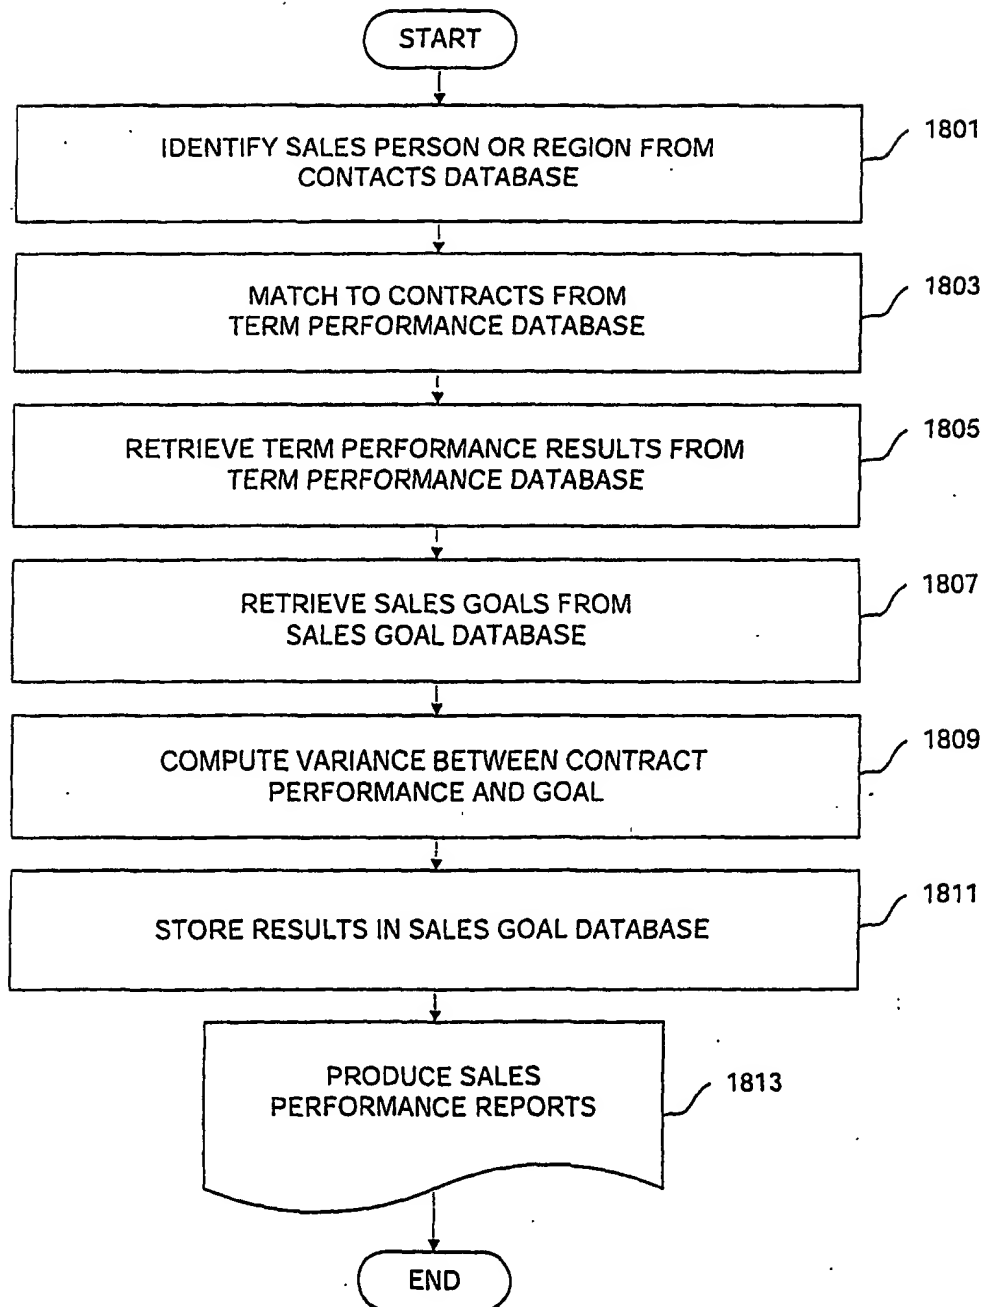 START
IDENTIFY SALES PERSON OR REGION FROM
CONTACTS DATABASE
1801
MATCH TO CONTRACTS FROM
TERM PERFORMANCE DATABASE
1803
RETRIEVE TERM PERFORMANCE RESULTS FROM
TERM PERFORMANCE DATABASE
1805
RETRIEVE SALES GOALS FROM
SALES GOAL DATABASE
1807
COMPUTE VARIANCE BETWEEN CONTRACT
PERFORMANCE AND GOAL
1809
STORE RESULTS IN SALES GOAL DATABASE
1811
PRODUCE SALES
PERFORMANCE REPORTS
1813
END